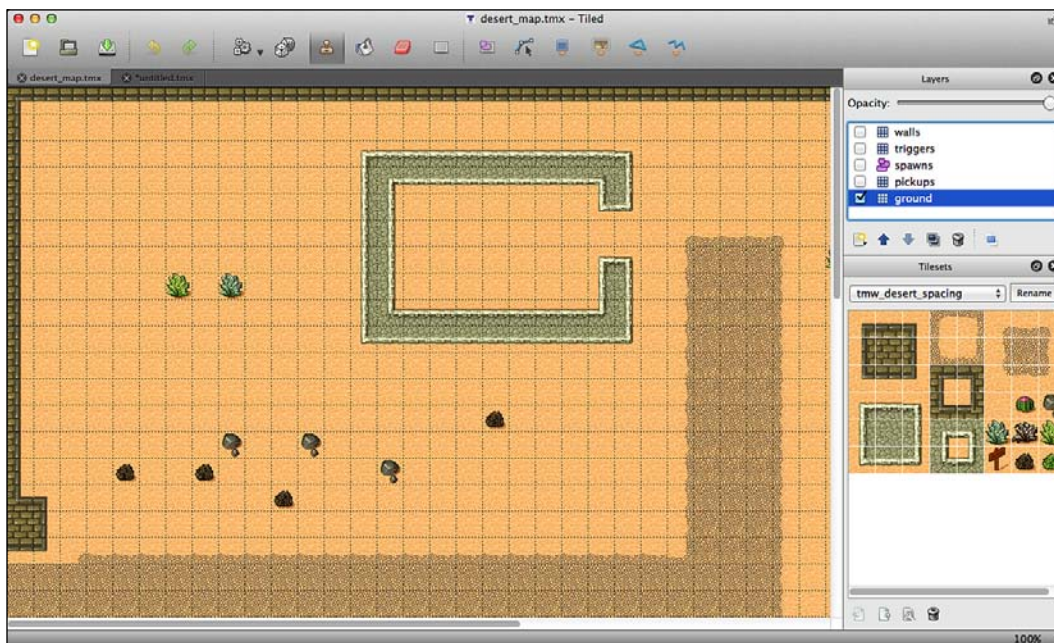 desert_map.tmx – Tiled
desert_map.tmx
*untitled.tmx
Layers
Opacity:
walls
triggers
spawns
pickups
ground
Tilesets
tmw_desert_spacing
Rename
100%